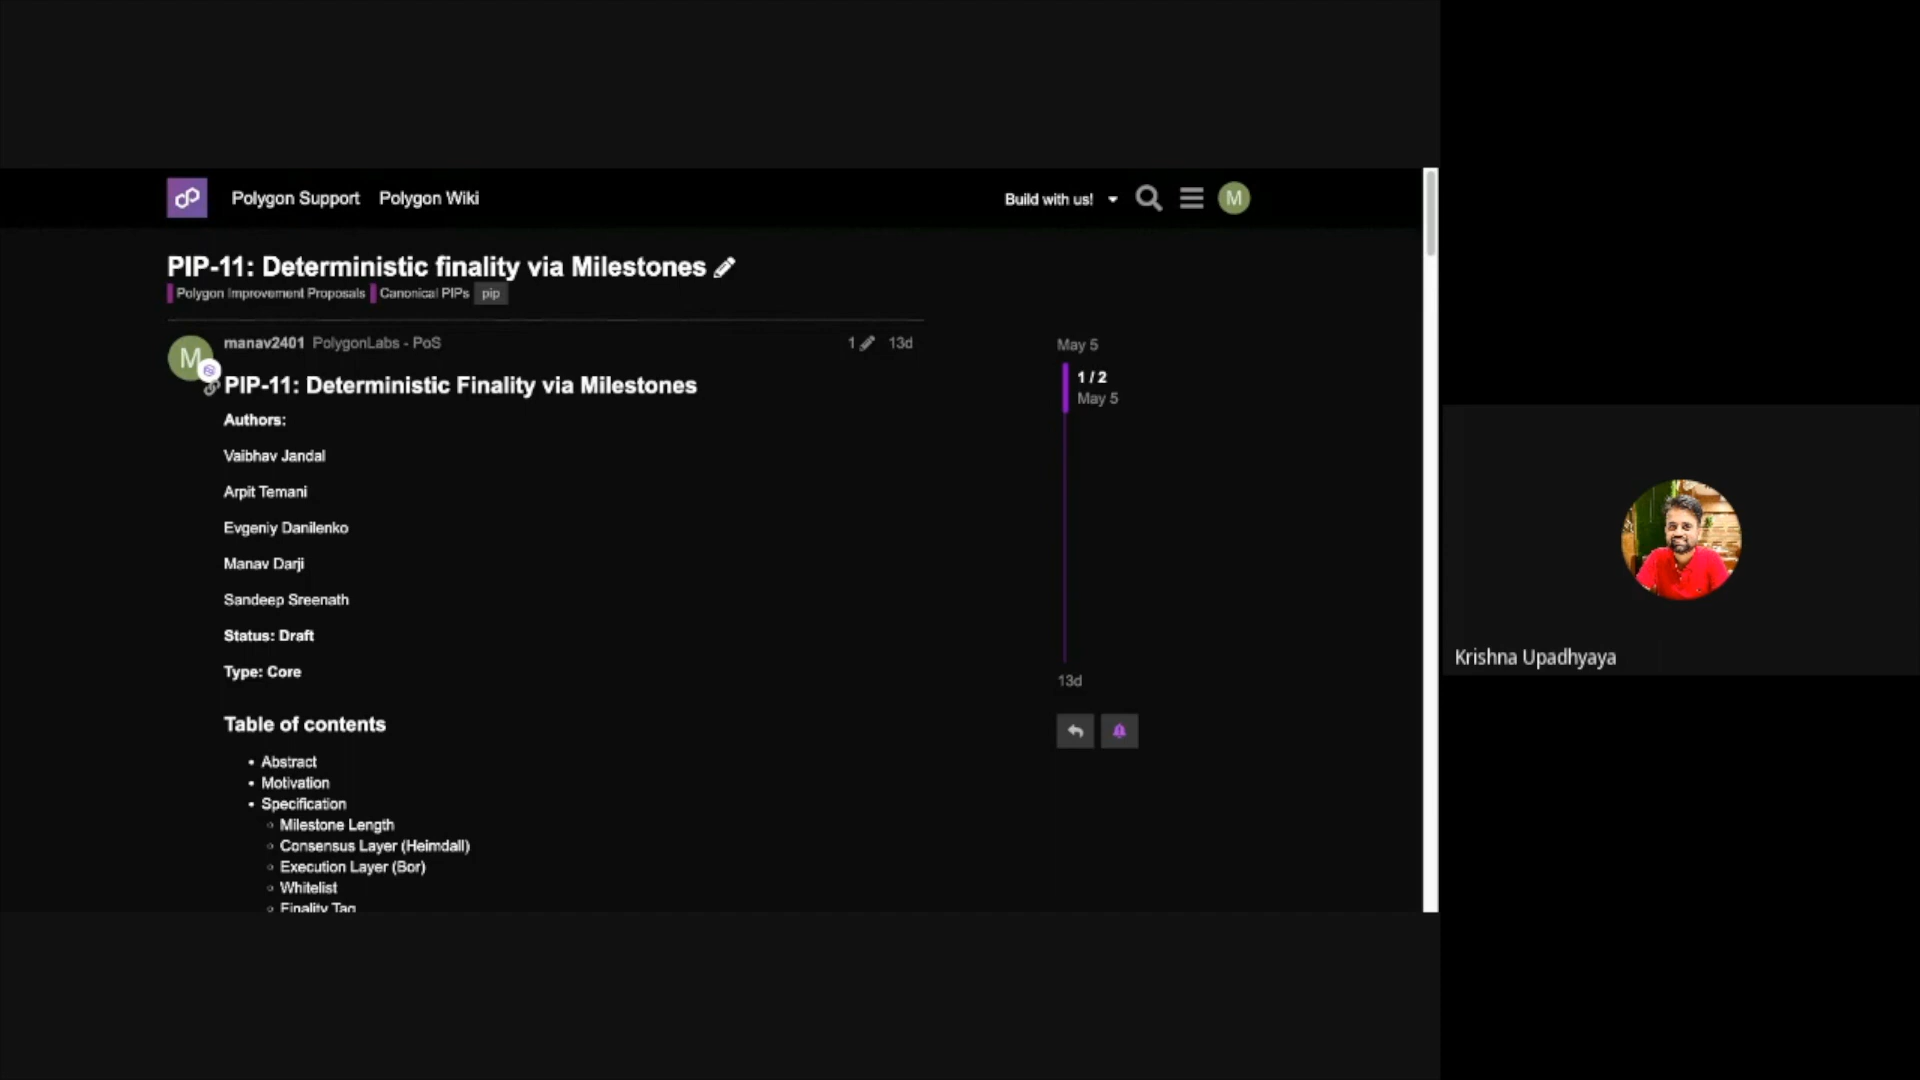 Polygon Support Polygon Wiki
Build with us!
M
PIP-11: Deterministic finality via Milestones
Polygon Improvement Proposals Canonical PIPs pip
M
manav2401 PolygonLabs - PoS
1 13d
PIP-11: Deterministic Finality via Milestones
Authors:
Vaibhav Jandal
Arpit Temani
Evgeniy Danilenko
Manav Darji
Sandeep Sreenath
Status: Draft
Type: Core
Table of contents
• Abstract
• Motivation
• Specification
◦ Milestone Length
◦ Consensus Layer (Heimdall)
◦ Execution Layer (Bor)
◦ Whitelist
◦ Finality Tag
May 5
1 / 2
May 5
13d
Krishna Upadhyaya